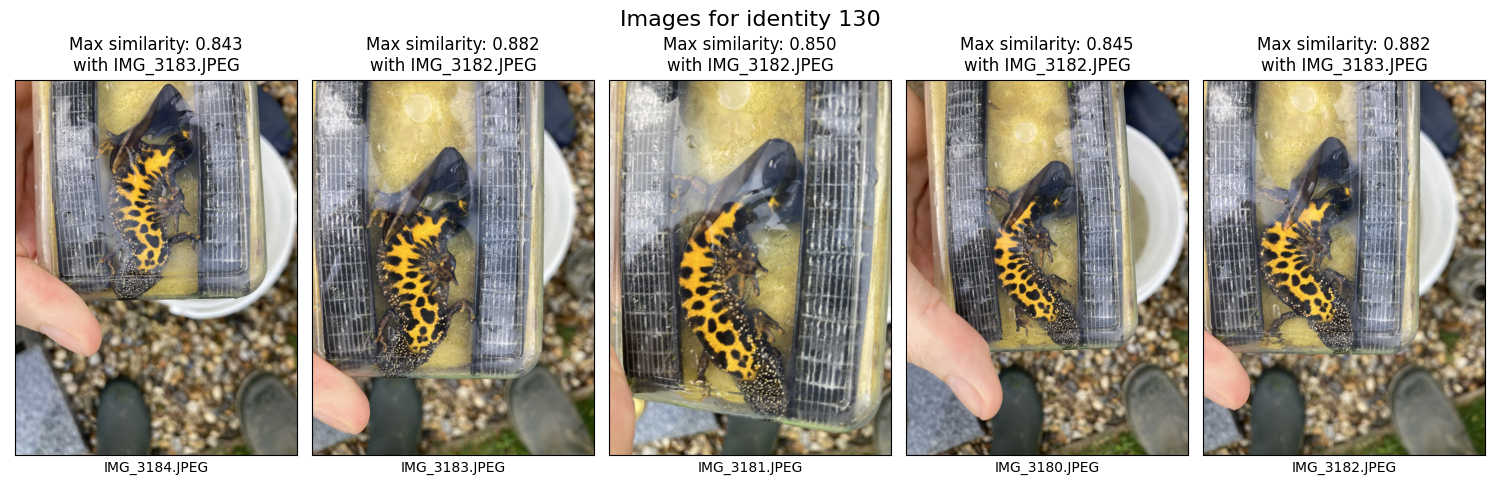 Images for identity 130
Max similarity: 0.843
with IMG_3183.JPEG
Max similarity: 0.882
with IMG_3182.JPEG
Max similarity: 0.850
with IMG_3182.JPEG
Max similarity: 0.845
with IMG_3182.JPEG
Max similarity: 0.882
with IMG_3183.JPEG
IMG_3184.JPEG
IMG_3183.JPEG
IMG_3181.JPEG
IMG_3180.JPEG
IMG_3182.JPEG